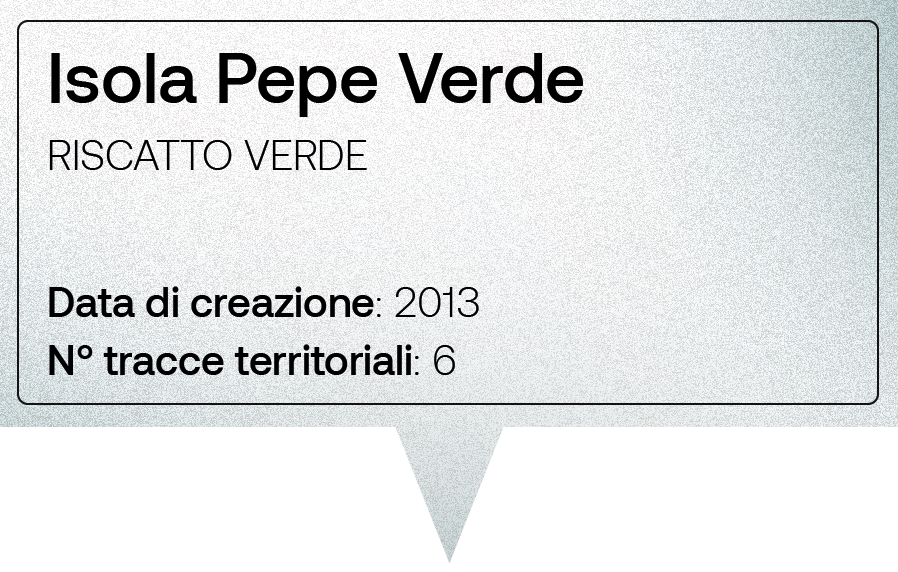 Isola Pepe Verde
RISCATTO VERDE
Data di creazione: 2013
N° tracce territoriali: 6